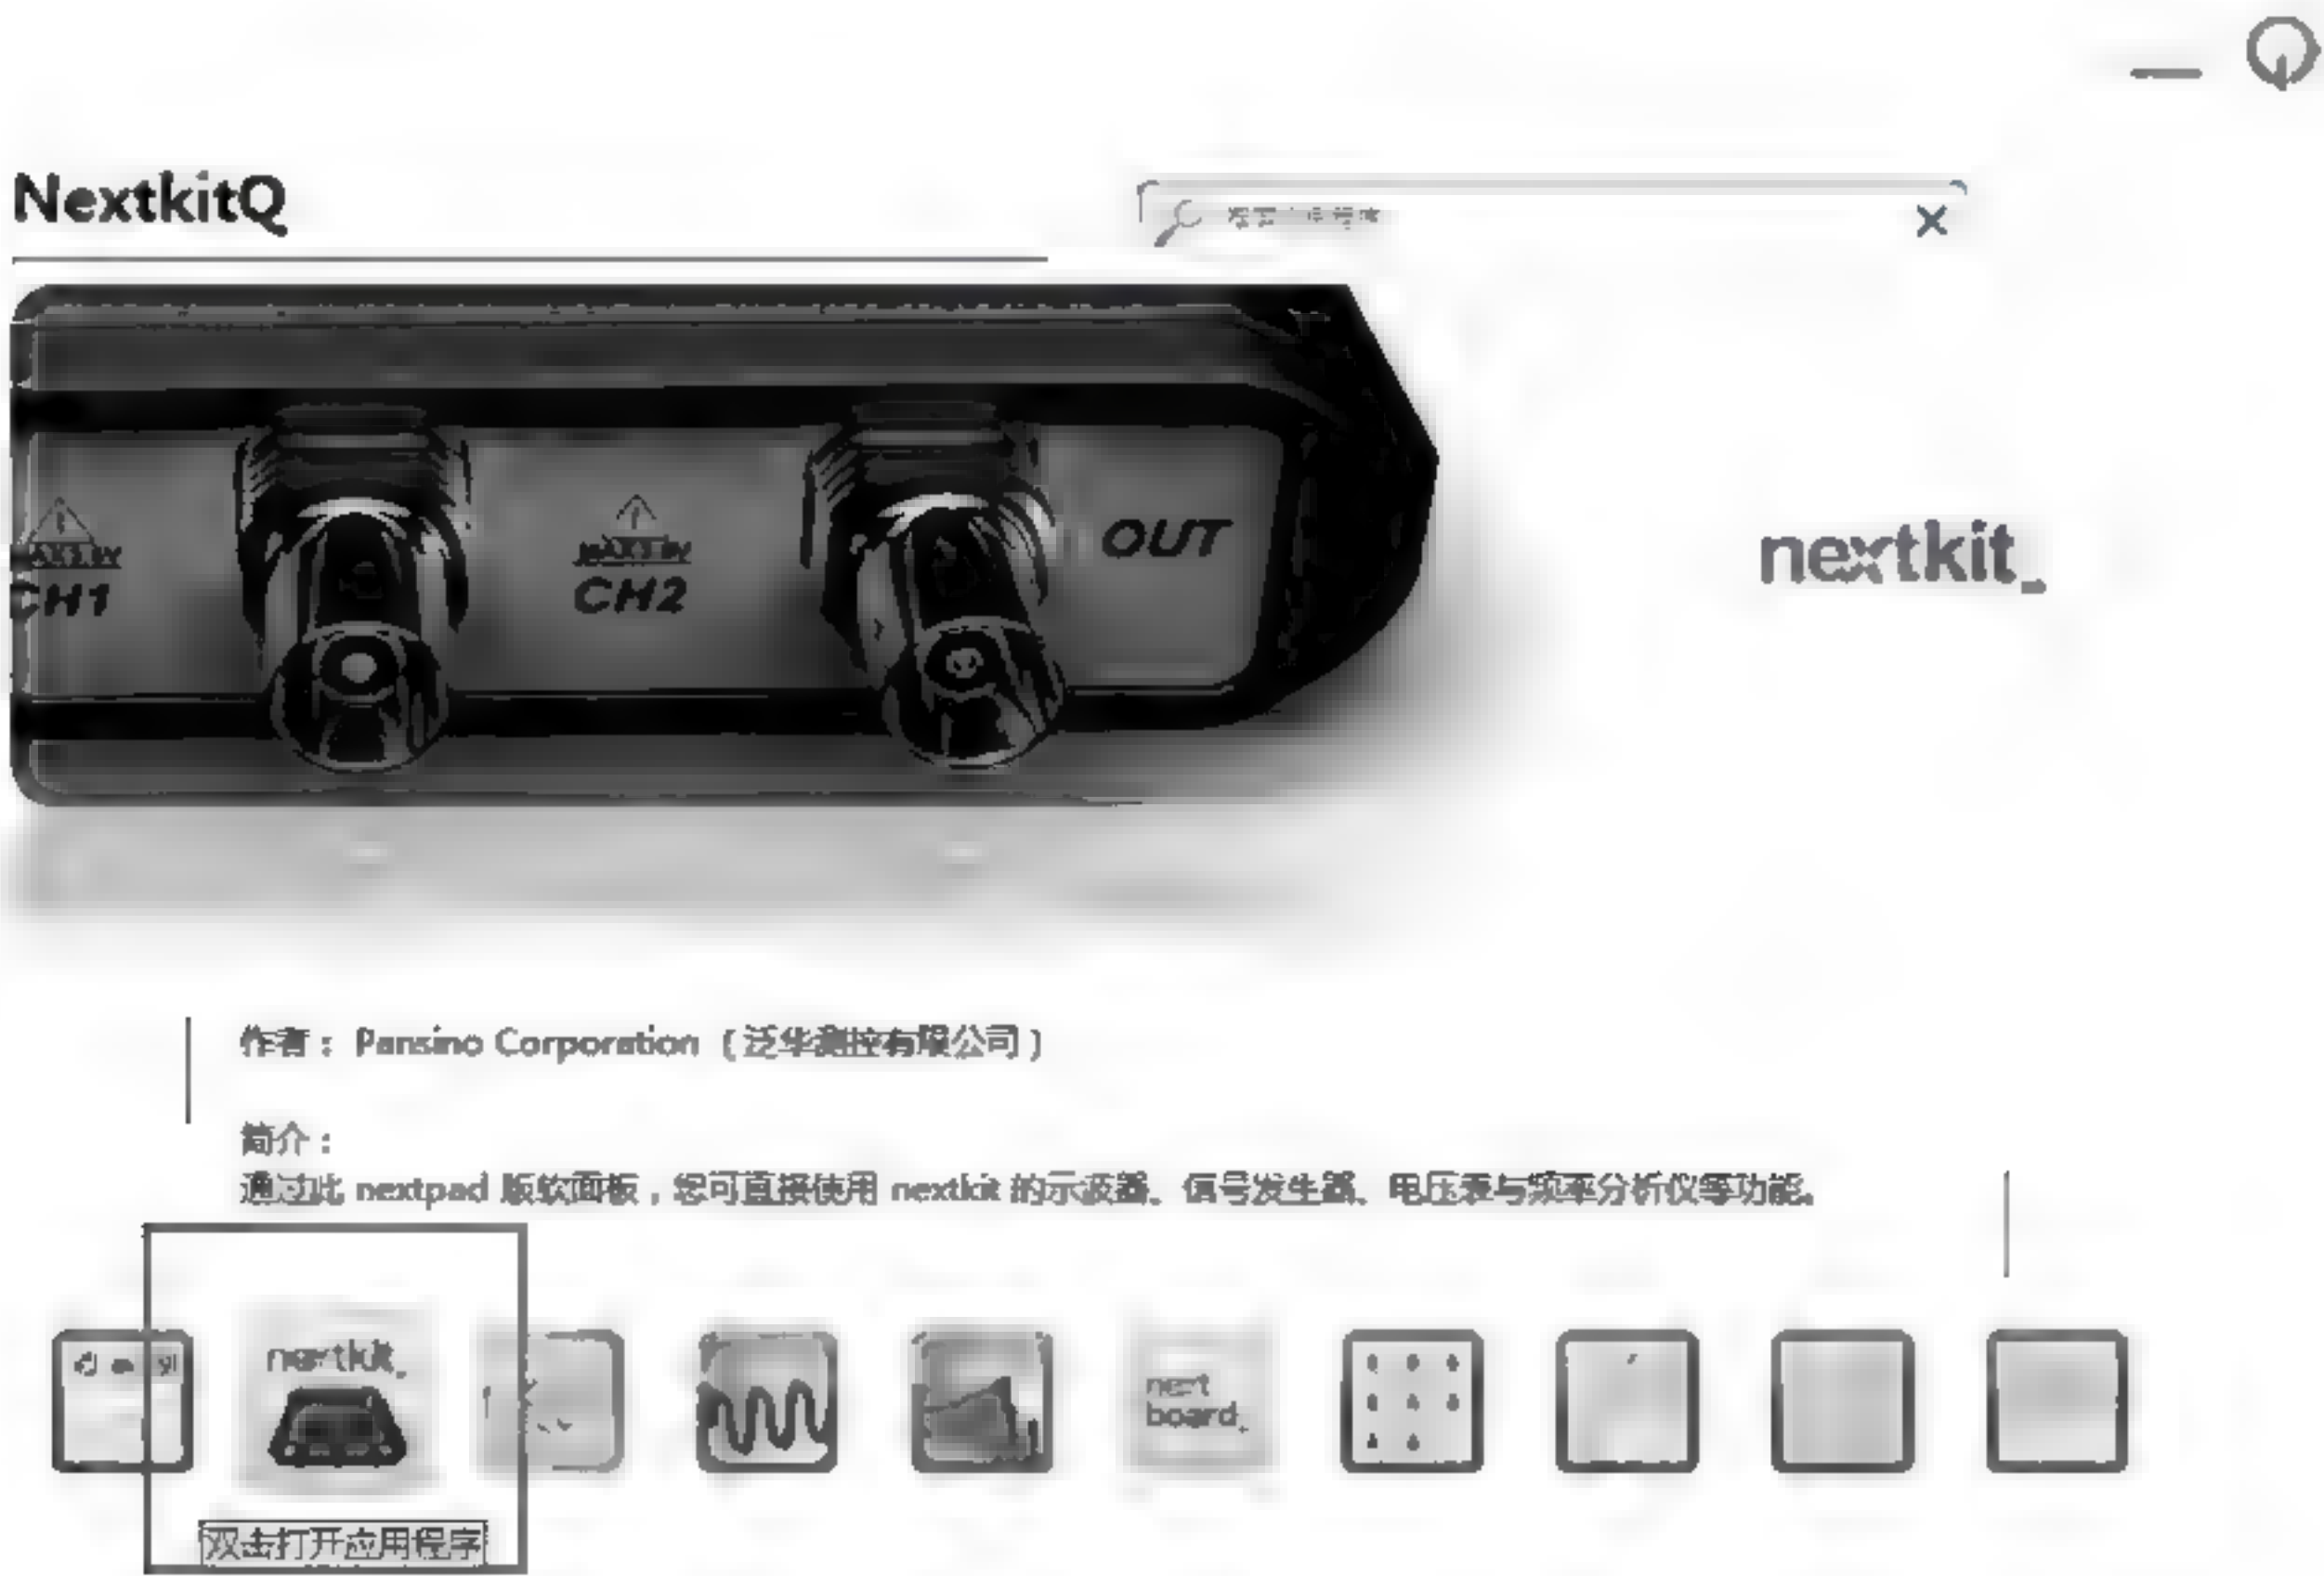 NextkitQ
CH1
CH2
OUT
nextkit
作者：Pansino Corporation（泛华测控有限公司）
简介：
通过此 nextpad 版软面板，您可直接使用 nextkit 的示波器、信号发生器、电压表与频率分析仪等功能。
nextkit
next
board
双击打开应用程序